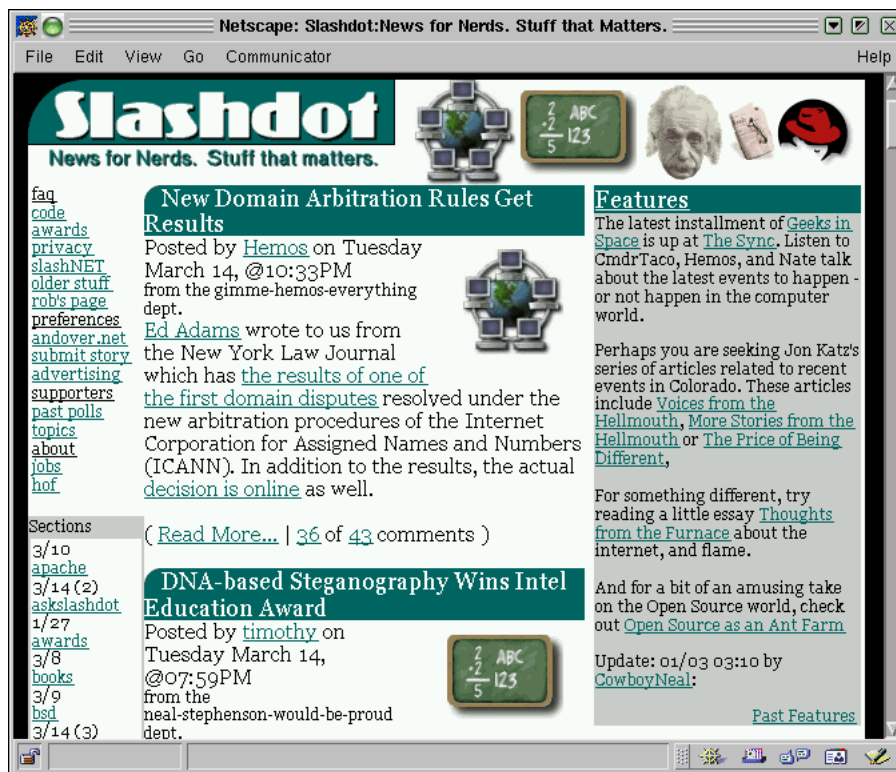 Netscape: Slashdot:News for Nerds. Stuff that Matters.
File Edit View Go Communicator Help
Slashdot
News for Nerds. Stuff that matters.
2
2
5
ABC
123
faq
code
awards
privacy
slashNET
older stuff
rob's page
preferences
andover.net
submit story
advertising
supporters
past polls
topics
about
jobs
hof
Sections
3/10
apache
3/14(2)
askslashdot
1/27
awards
3/8
books
3/9
bsd
3/14(3)
New Domain Arbitration Rules Get
Results
Posted by Hemos on Tuesday
March 14, @10:33PM
from the gimme-hemos-everything
dept.
Ed Adams wrote to us from
the New York Law Journal
which has the results of one of
the first domain disputes resolved under the
new arbitration procedures of the Internet
Corporation for Assigned Names and Numbers
(ICANN). In addition to the results, the actual
decision is online as well.
( Read More... | 36 of 43 comments )
DNA-based Steganography Wins Intel
Education Award
Posted by timothy on
Tuesday March 14,
@07:59PM
from the
neal-stephenson-would-be-proud
dept.
2
2
5
ABC
123
Features
The latest installment of Geeks in
Space is up at The Sync. Listen to
CmdrTaco, Hemos, and Nate talk
about the latest events to happen -
or not happen in the computer
world.
Perhaps you are seeking Jon Katz's
series of articles related to recent
events in Colorado. These articles
include Voices from the
Hellmouth, More Stories from the
Hellmouth or The Price of Being
Different,
For something different, try
reading a little essay Thoughts
from the Furnace about the
internet, and flame.
And for a bit of an amusing take
on the Open Source world, check
out Open Source as an Ant Farm
Update: 01/03 03:10 by
CowboyNeal:
Past Features